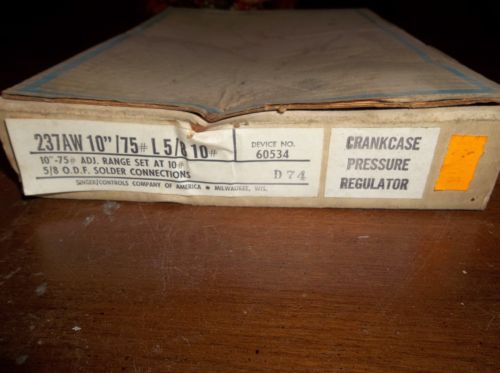 237AW 10"/75# L 5/8 10#
10"-75# ADJ. RANGE SET AT 10#
5/8 O.D.F. SOLDER CONNECTIONS
SINGER/CONTROLS COMPANY OF AMERICA • MILWAUKEE, WIS.
DEVICE NO.
60534
D 74
CRANKCASE
PRESSURE
REGULATOR